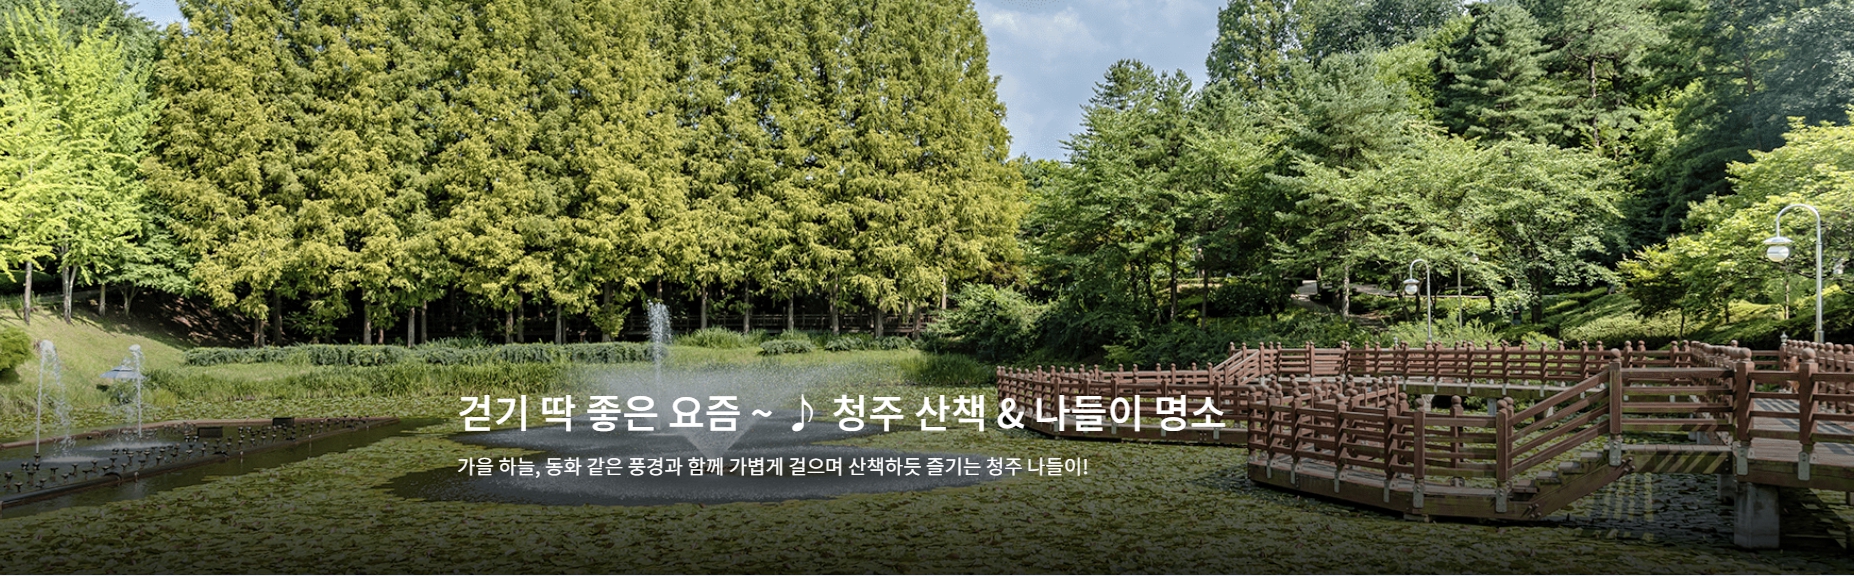 걷기 딱 좋은 요즘 ~ ♪ 청주 산책 & 나들이 명소
가을 하늘, 동화 같은 풍경과 함께 가볍게 걸으며 산책하듯 즐기는 청주 나들이!